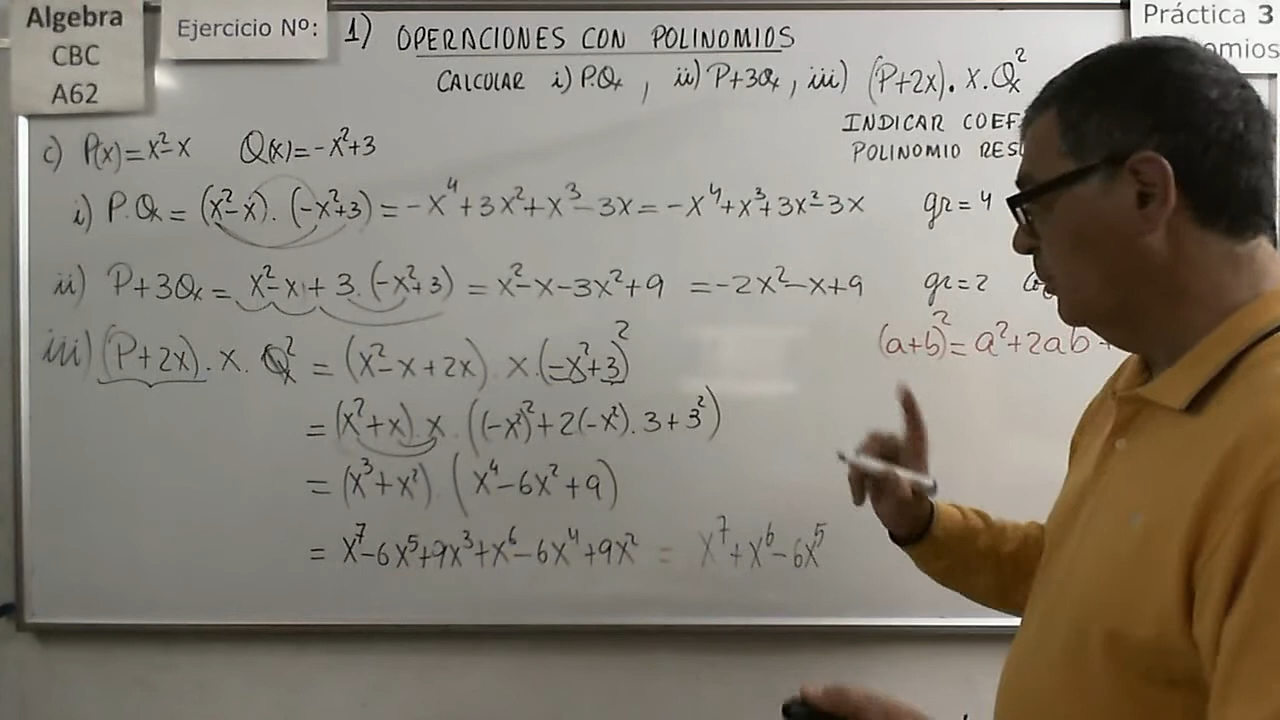 Algebra
CBC
A62
Ejercicio Nº:
Práctica 3
omios
1) OPERACIONES CON POLINOMIOS
CALCULAR i) P.Qx , ii) P+3Qx , iii) (P+2x). x.Qx²
INDICAR COEF
POLINOMIO RES
c) P(x)=x²-x Q(x)=-x²+3
i) P.Qx = (x²-x). (-x²+3) = -x⁴+3x²+x³-3x = -x⁴+x³+3x²-3x gr=4
ii) P+3Qx = x²-x+3.(-x²+3) = x²-x-3x²+9 = -2x²-x+9 gr=2
(a+b)²=a²+2ab+
iii) (P+2x). x. Qx² = (x²-x+2x). x.(-x²+3)²
= (x²+x).x.((-x²)²+2(-x²).3+3²)
= (x³+x²).(x⁴-6x²+9)
= x⁷-6x⁵+9x³+x⁶-6x⁴+9x² = x⁷+x⁶-6x⁵